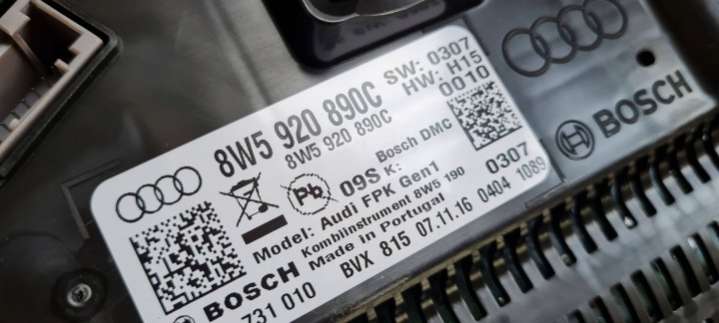 8W5 920 890C
8W5 920 890C
SW: 0307
HW: H15
0010
Bosch DMC
Pb
09S K:
Model: Audi FPK Gen1
Kombiinstrument 8W5 190
0307
Made in Portugal
BOSCH
BVX 815 07.11.16 0404 1089
731 010
BOSCH